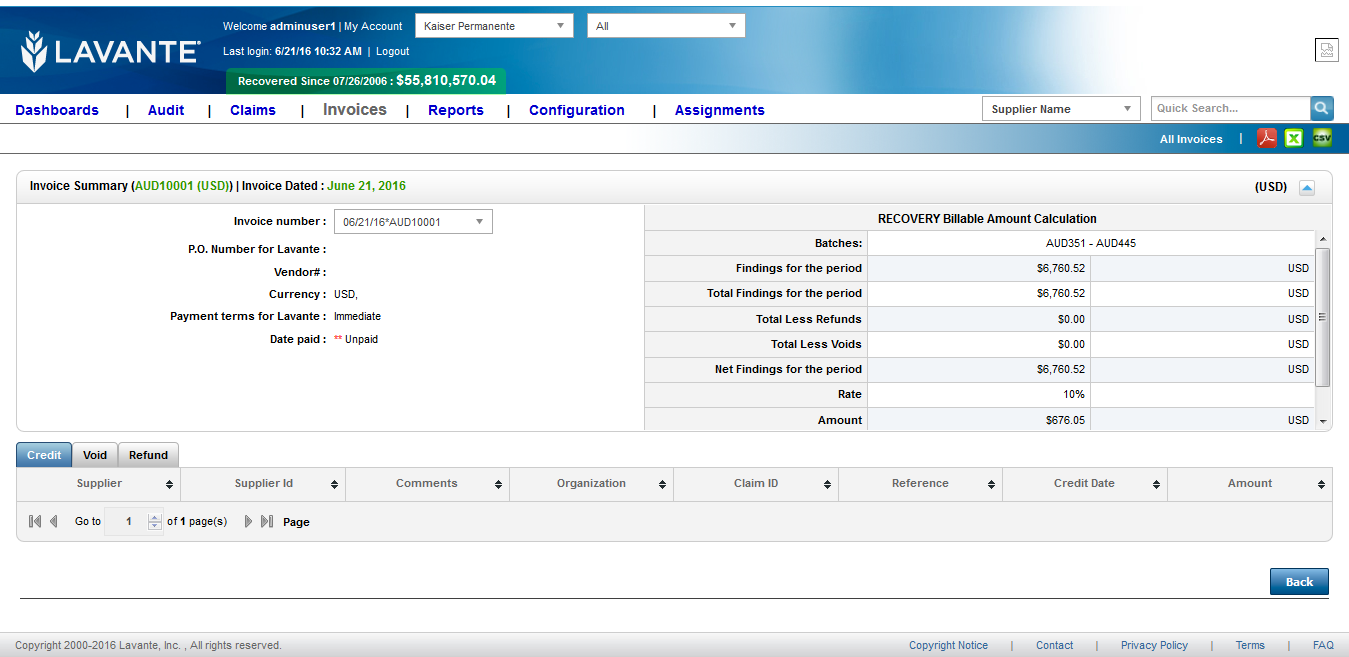 LAVANTE
Welcome adminuser1 | My Account Kaiser Permanente All
Last login: 6/21/16 10:32 AM | Logout
Recovered Since 07/26/2006 : $55,810,570.04
Dashboards | Audit | Claims | Invoices | Reports | Configuration | Assignments Supplier Name Quick Search...
All Invoices | CSV
Invoice Summary (AUD10001 (USD)) | Invoice Dated : June 21, 2016 (USD)
Invoice number : 06/21/16*AUD10001
P.O. Number for Lavante :
Vendor# :
Currency : USD,
Payment terms for Lavante : Immediate
Date paid : ** Unpaid
RECOVERY Billable Amount Calculation
Batches: AUD351 - AUD445
Findings for the period $6,760.52 USD
Total Findings for the period $6,760.52 USD
Total Less Refunds $0.00 USD
Total Less Voids $0.00 USD
Net Findings for the period $6,760.52 USD
Rate 10%
Amount $676.05 USD
Credit Void Refund
Supplier Supplier Id Comments Organization Claim ID Reference Credit Date Amount
Go to 1 of 1 page(s) Page
Back
Copyright 2000-2016 Lavante, Inc. , All rights reserved. Copyright Notice | Contact | Privacy Policy | Terms | FAQ